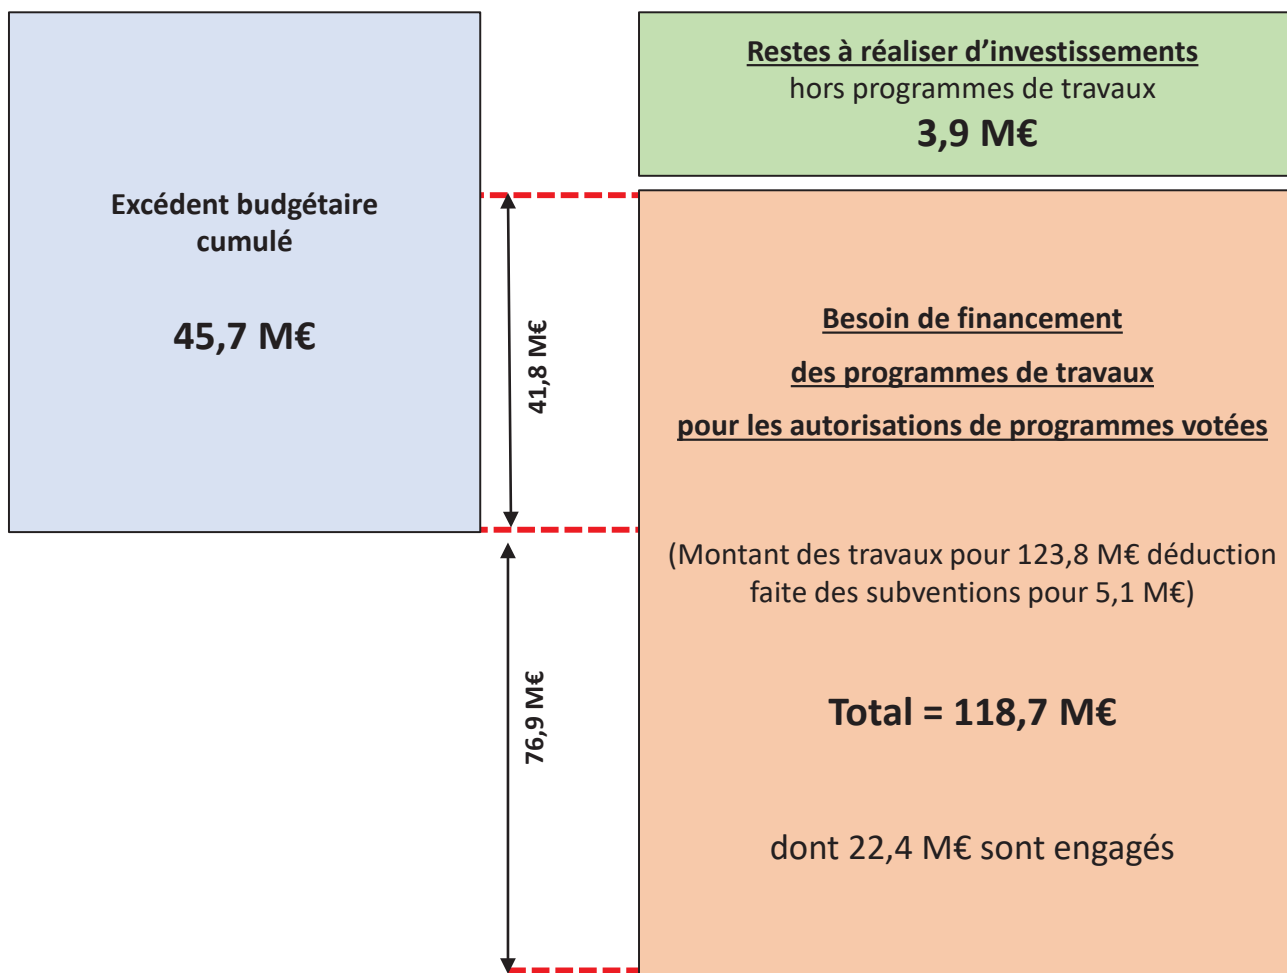 Excédent budgétaire
cumulé
45,7 M€
Restes à réaliser d’investissements
hors programmes de travaux
3,9 M€
41,8 M€
76,9 M€
Besoin de financement
des programmes de travaux
pour les autorisations de programmes votées
(Montant des travaux pour 123,8 M€ déduction
faite des subventions pour 5,1 M€)
Total = 118,7 M€
dont 22,4 M€ sont engagés